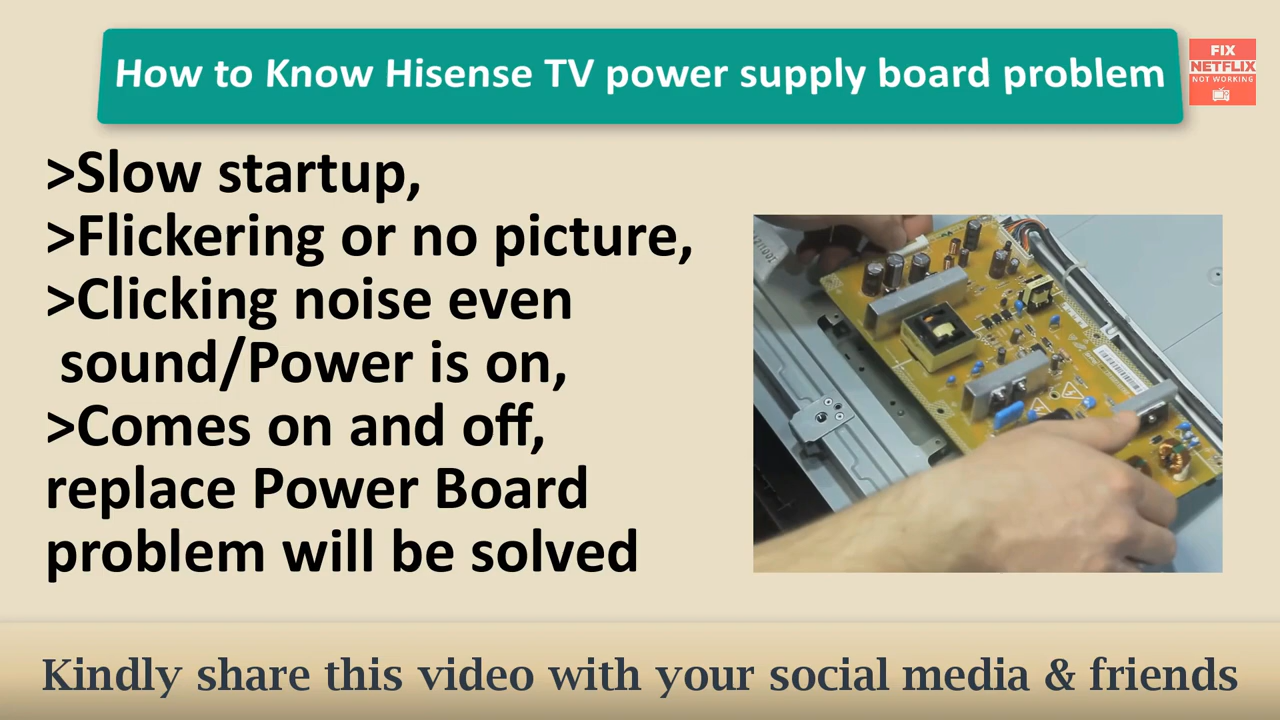 How to Know Hisense TV power supply board problem
FIX
NETFLIX
NOT WORKING
>Slow startup,
>Flickering or no picture,
>Clicking noise even
sound/Power is on,
>Comes on and off,
replace Power Board
problem will be solved
Kindly share this video with your social media & friends